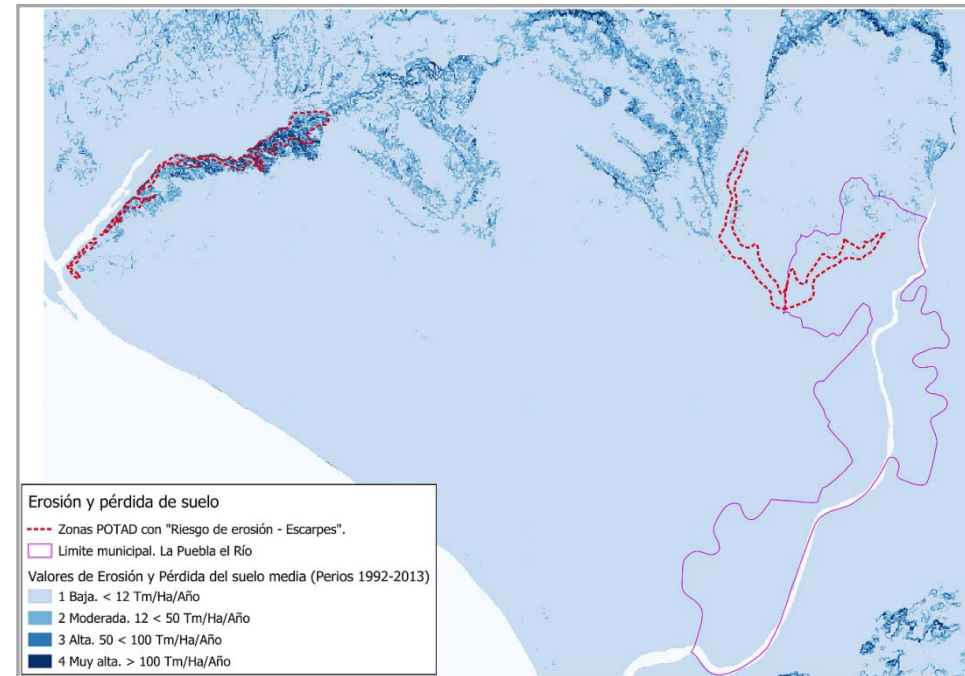 Erosión y pérdida de suelo
Zonas POTAD con "Riesgo de erosión - Escarpes".
Limite municipal. La Puebla el Río
Valores de Erosión y Pérdida del suelo media (Perios 1992-2013)
1 Baja. < 12 Tm/Ha/Año
2 Moderada. 12 < 50 Tm/Ha/Año
3 Alta. 50 < 100 Tm/Ha/Año
4 Muy alta. > 100 Tm/Ha/Año